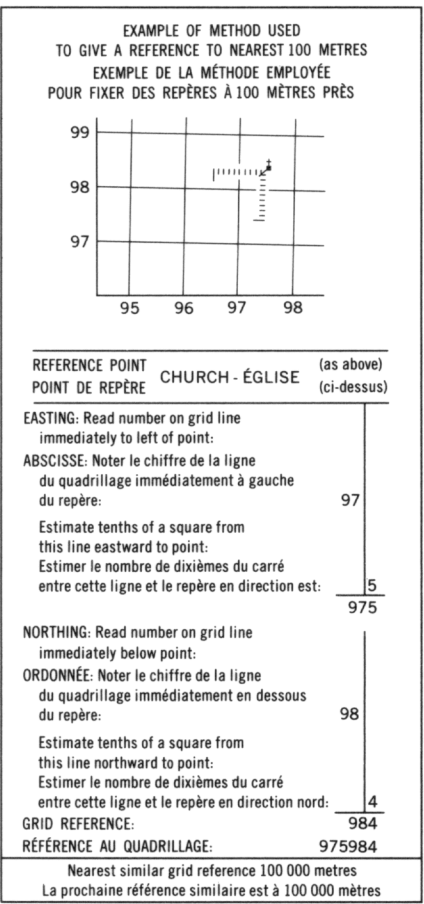 EXAMPLE OF METHOD USED
TO GIVE A REFERENCE TO NEAREST 100 METRES
EXEMPLE DE LA MÉTHODE EMPLOYÉE
POUR FIXER DES REPÈRES À 100 MÈTRES PRÈS
99
98
97
95 96 97 98
REFERENCE POINT
POINT DE REPÈRE
CHURCH - ÉGLISE
(as above)
(ci-dessus)
EASTING: Read number on grid line
immediately to left of point:
ABSCISSE: Noter le chiffre de la ligne
du quadrillage immédiatement à gauche
du repère: 97
Estimate tenths of a square from
this line eastward to point:
Estimer le nombre de dixièmes du carré
entre cette ligne et le repère en direction est: 5
975
NORTHING: Read number on grid line
immediately below point:
ORDONNÉE: Noter le chiffre de la ligne
du quadrillage immédiatement en dessous
du repère: 98
Estimate tenths of a square from
this line northward to point:
Estimer le nombre de dixièmes du carré
entre cette ligne et le repère en direction nord: 4
GRID REFERENCE: 984
RÉFÉRENCE AU QUADRILLAGE: 975984
Nearest similar grid reference 100 000 metres
La prochaine référence similaire est à 100 000 mètres